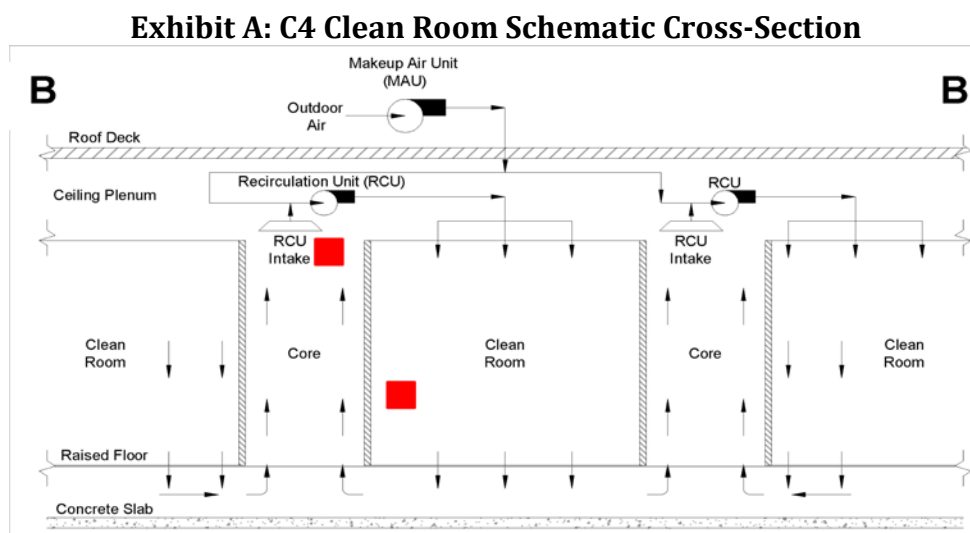 Exhibit A: C4 Clean Room Schematic Cross-Section
Makeup Air Unit
(MAU)
B
B
Outdoor
Air
Roof Deck
Recirculation Unit (RCU)
RCU
Ceiling Plenum
RCU
Intake
RCU
Intake
Clean
Room
Core
Clean
Room
Core
Clean
Room
Raised Floor
Concrete Slab